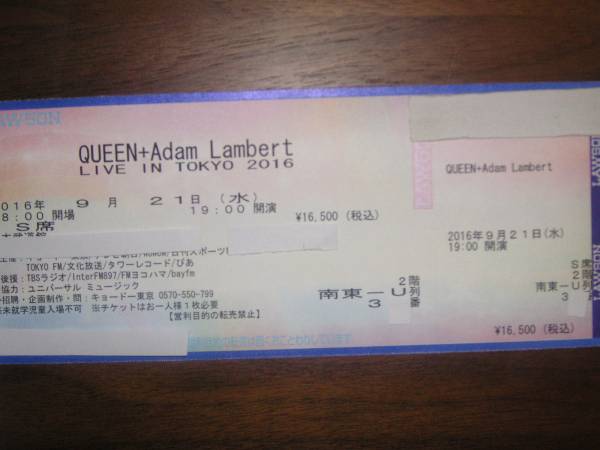 LAWSON
QUEEN+Adam Lambert
LIVE IN TOKYO 2016
2016年 9月 21日 (水)
8:00 開場 19:00 開演
¥16,500 (税込)
S席
TOKYO FM/文化放送/タワーレコード/ぴあ
後援:TBSラジオ/InterFM897/FMヨコハマ/bayfm
協力:ユニバーサル ミュージック
招聘・企画制作・問:キョードー東京 0570-550-799
未就学児童入場不可 ※チケットはお一人様1枚必要
【営利目的の転売禁止】
2階
南東-U列
3 番
LAWSON
QUEEN+Adam Lambert
2016年9月21日(水)
19:00 開演
S席
2階
南東-U列
3
¥16,500 (税込)
LAWSON
LAWSON